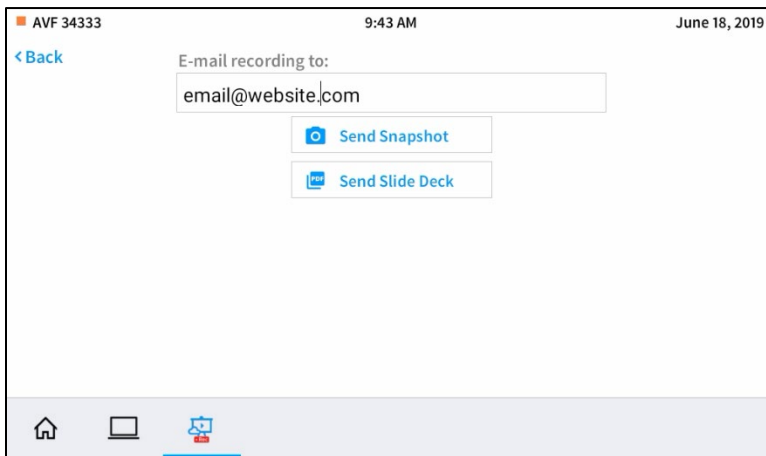 AVF 34333 9:43 AM June 18, 2019
<Back
E-mail recording to:
email@website.com
Send Snapshot
PDF
Send Slide Deck